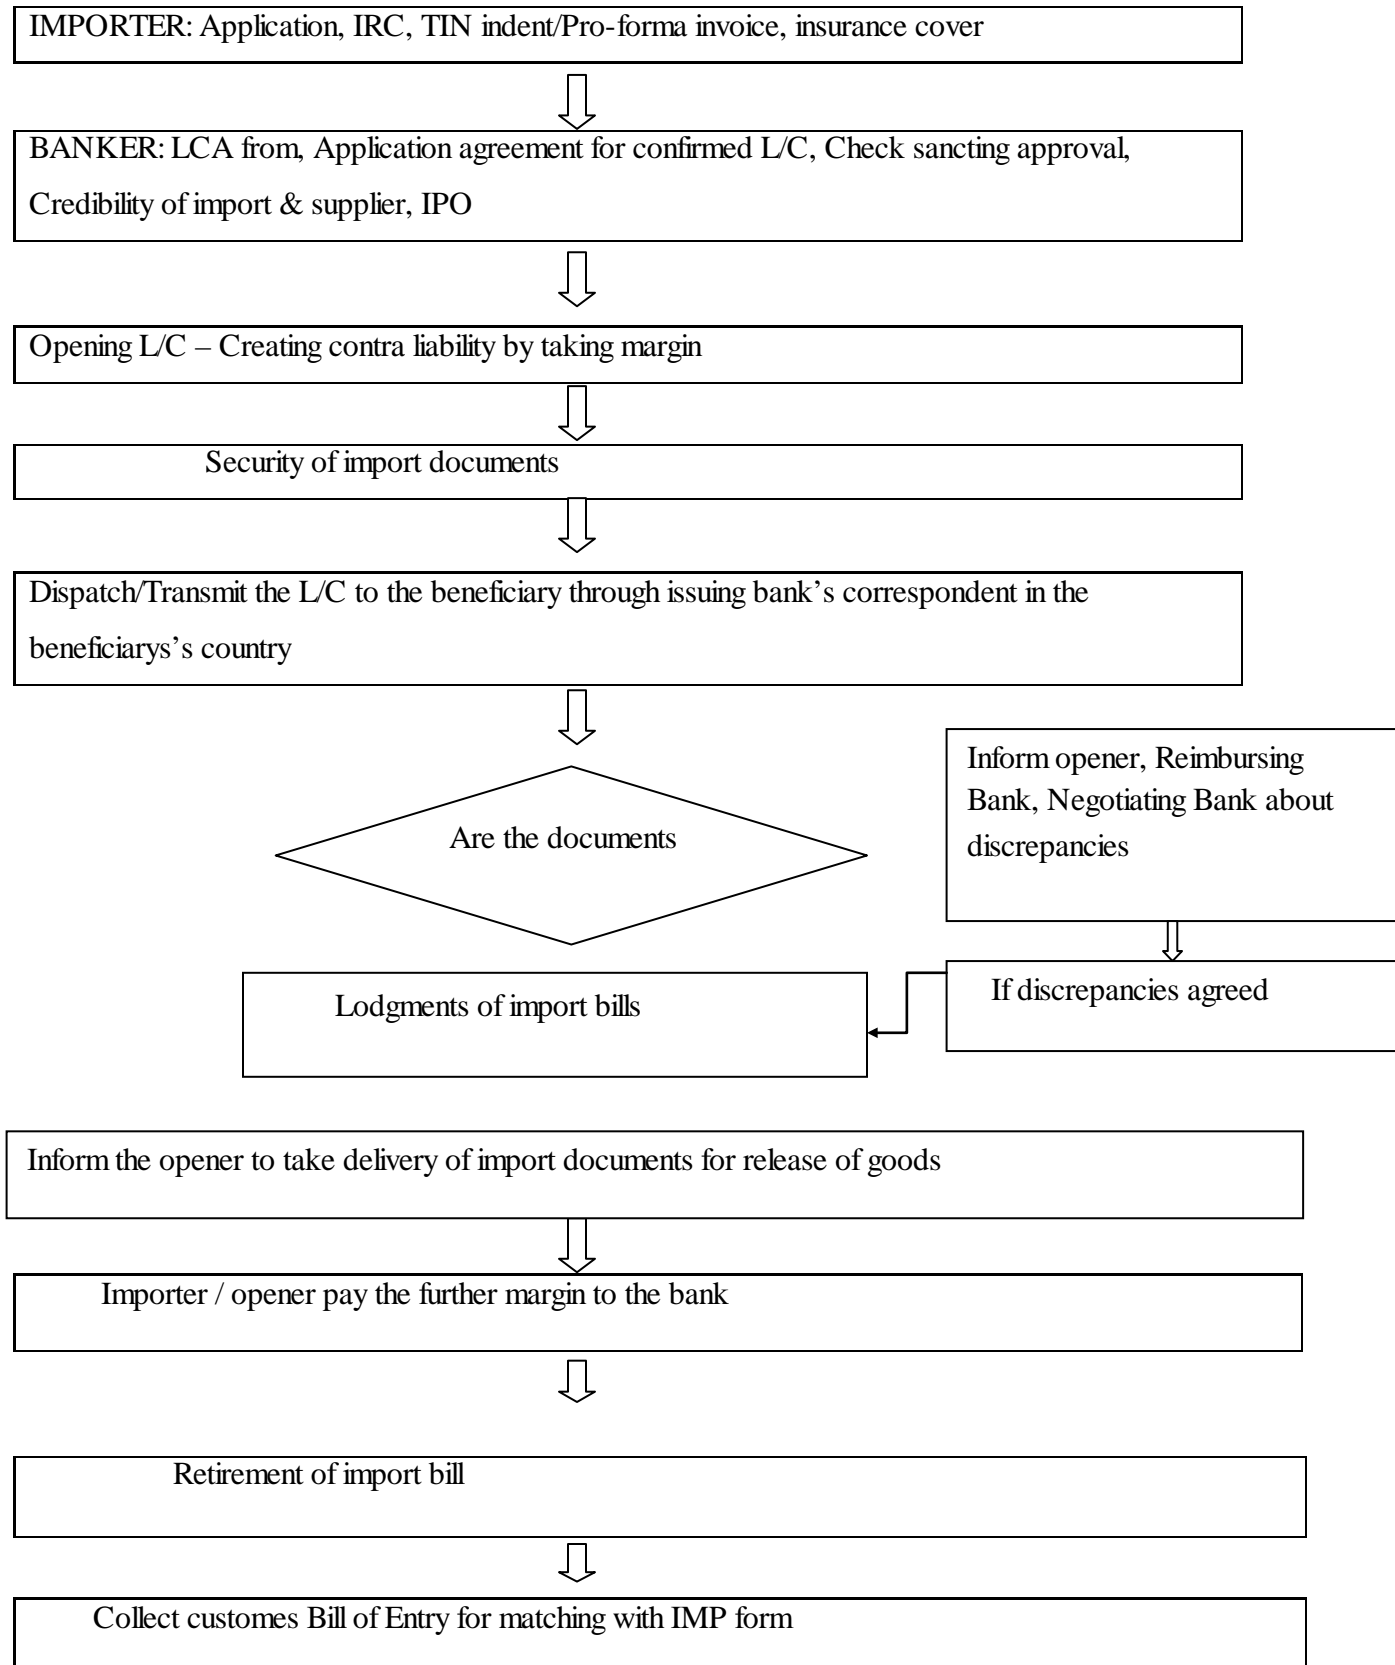 IMPORTER: Application, IRC, TIN indent/Pro-forma invoice, insurance cover
BANKER: LCA from, Application agreement for confirmed L/C, Check sancting approval,
Credibility of import & supplier, IPO
Opening L/C – Creating contra liability by taking margin
Security of import documents
Dispatch/Transmit the L/C to the beneficiary through issuing bank’s correspondent in the
beneficiarys’s country
Are the documents
Inform opener, Reimbursing
Bank, Negotiating Bank about
discrepancies
If discrepancies agreed
Lodgments of import bills
Inform the opener to take delivery of import documents for release of goods
Importer / opener pay the further margin to the bank
Retirement of import bill
Collect customes Bill of Entry for matching with IMP form